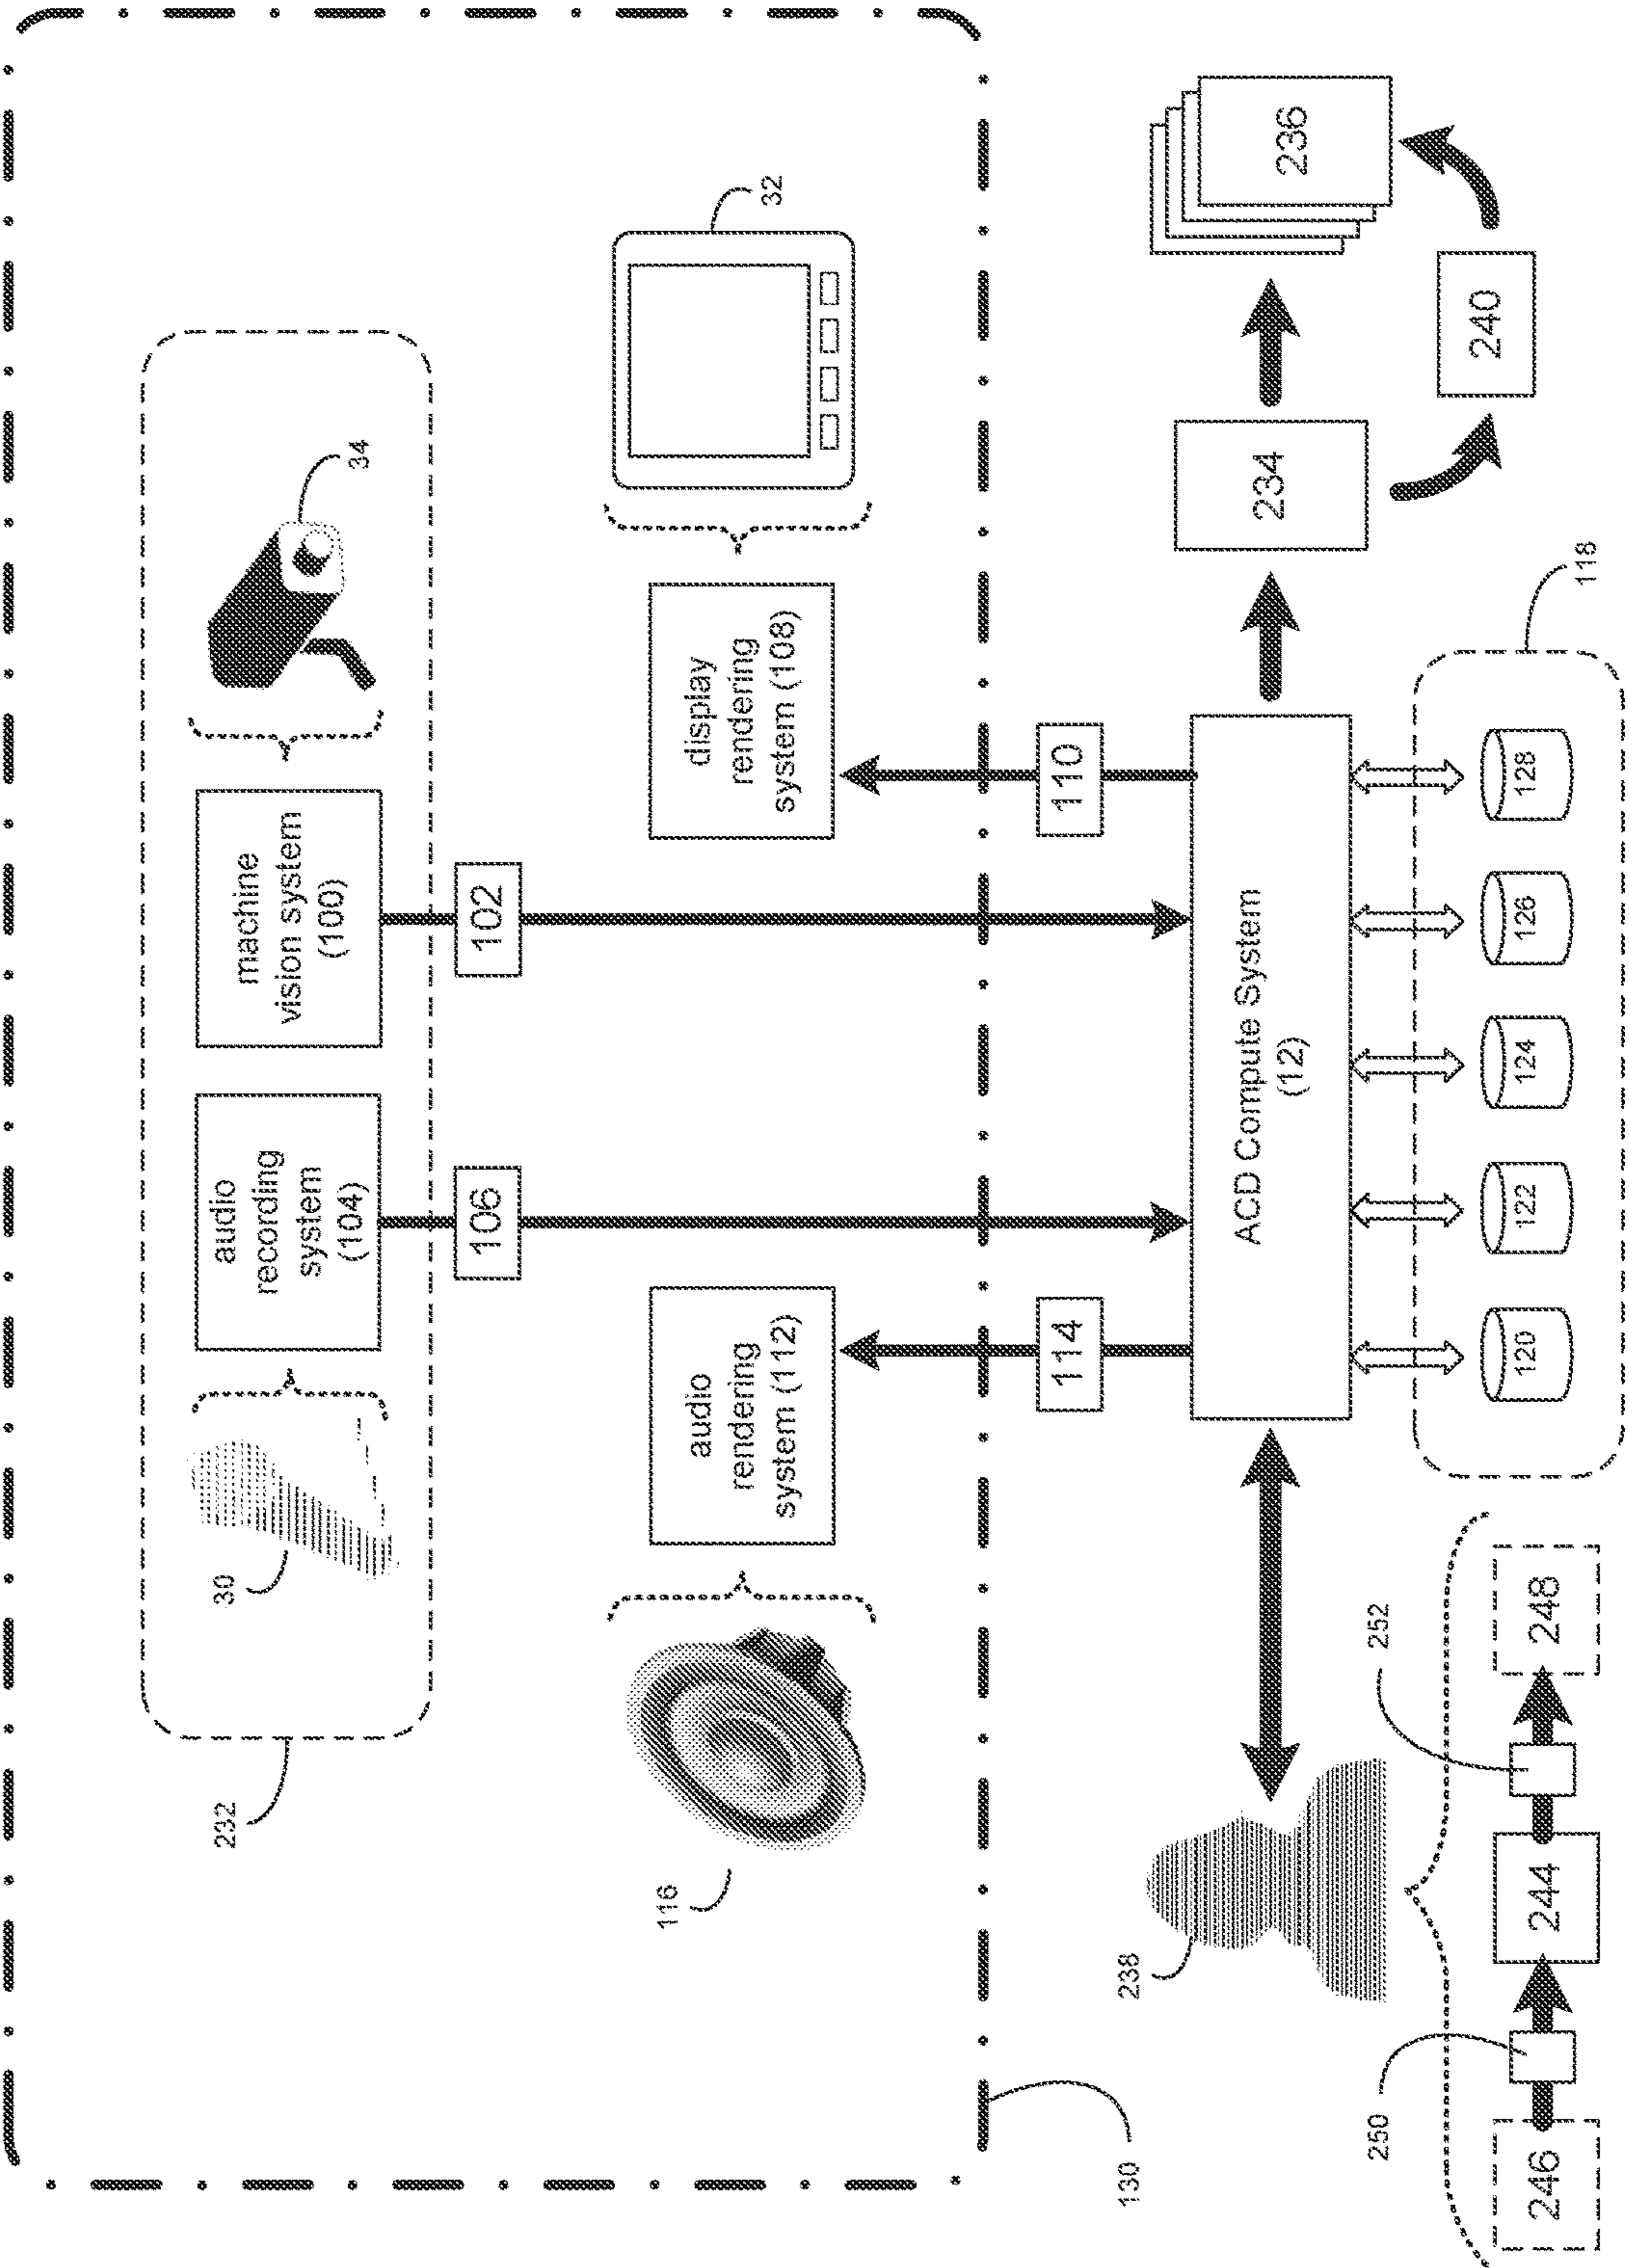 232
30
audio
recording
system
(104)
machine
vision system
(100)
34
106
102
116
audio
rendering
system (112)
display
rendering
system (108)
32
114
110
130
238
ACD Compute System
(12)
234
236
240
250
252
246
244
248
120
122
124
126
128
118